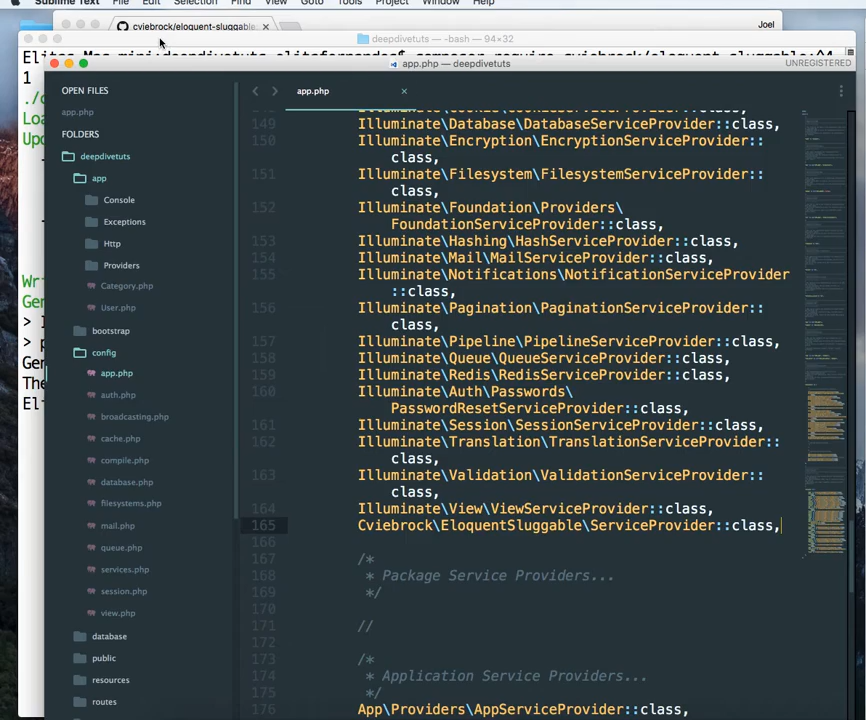 Sublime Text File Edit Selection Find View Goto Tools Project Window Help
cviebrock/eloquent-sluggable
Joel
deepdivetuts — -bash — 94×32
1
./
Loa
Upd
Wri
Gen
>
> p
Gen
The
Eli
app.php — deepdivetuts
UNREGISTERED
OPEN FILES
app.php
FOLDERS
deepdivetuts
app
Console
Exceptions
Http
Providers
Category.php
User.php
bootstrap
config
app.php
auth.php
broadcasting.php
cache.php
compile.php
database.php
filesystems.php
mail.php
queue.php
services.php
session.php
view.php
database
public
resources
routes
app.php
149 Illuminate\Database\DatabaseServiceProvider::class,
150 Illuminate\Encryption\EncryptionServiceProvider::
class,
151 Illuminate\Filesystem\FilesystemServiceProvider::
class,
152 Illuminate\Foundation\Providers\
FoundationServiceProvider::class,
153 Illuminate\Hashing\HashServiceProvider::class,
154 Illuminate\Mail\MailServiceProvider::class,
155 Illuminate\Notifications\NotificationServiceProvider
::class,
156 Illuminate\Pagination\PaginationServiceProvider::
class,
157 Illuminate\Pipeline\PipelineServiceProvider::class,
158 Illuminate\Queue\QueueServiceProvider::class,
159 Illuminate\Redis\RedisServiceProvider::class,
160 Illuminate\Auth\Passwords\
PasswordResetServiceProvider::class,
161 Illuminate\Session\SessionServiceProvider::class,
162 Illuminate\Translation\TranslationServiceProvider::
class,
163 Illuminate\Validation\ValidationServiceProvider::
class,
164 Illuminate\View\ViewServiceProvider::class,
165 Cviebrock\EloquentSluggable\ServiceProvider::class,
166
167 /*
168 * Package Service Providers...
169 */
170
171 //
172
173 /*
174 * Application Service Providers...
175 */
176 App\Providers\AppServiceProvider::class,